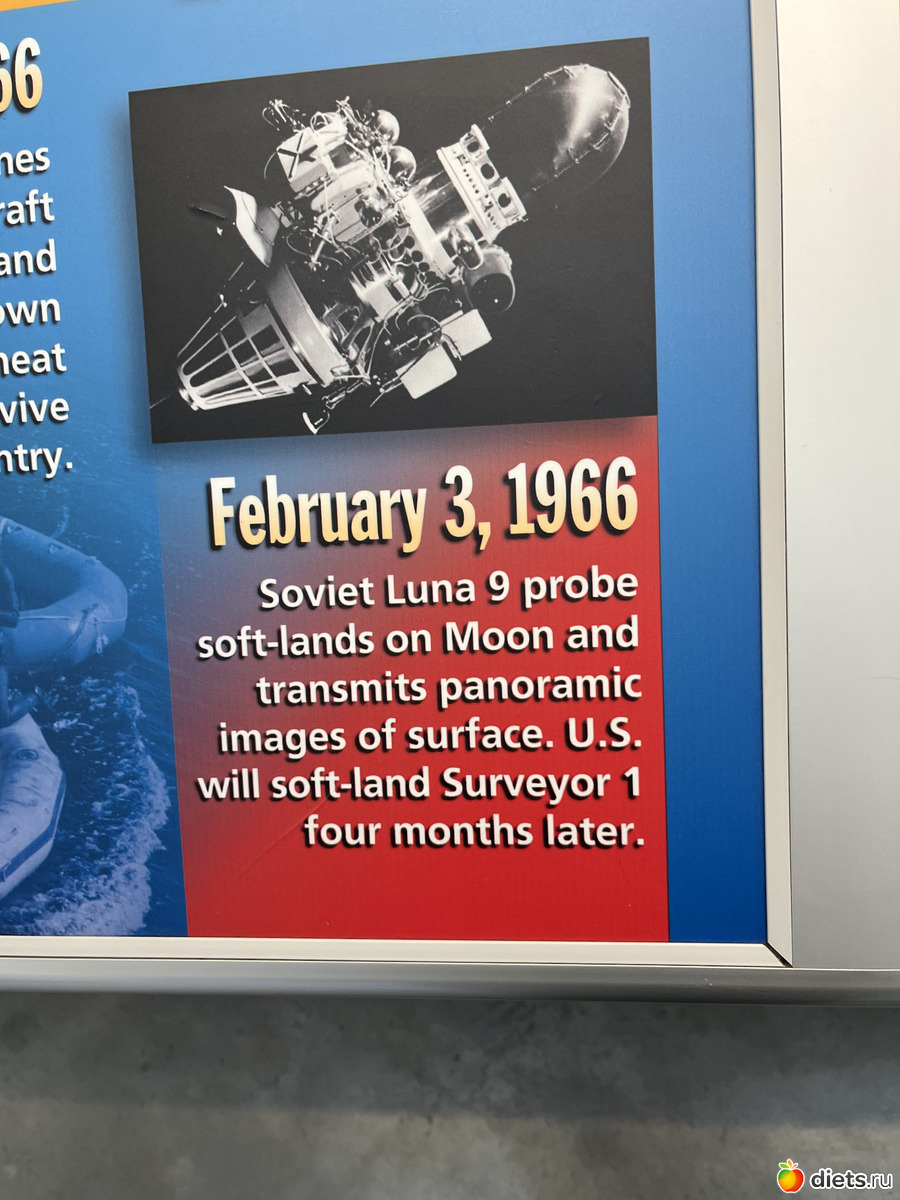 66
nes
raft
and
own
heat
vive
ntry.
February 3, 1966
Soviet Luna 9 probe
soft-lands on Moon and
transmits panoramic
images of surface. U.S.
will soft-land Surveyor 1
four months later.
diets.ru